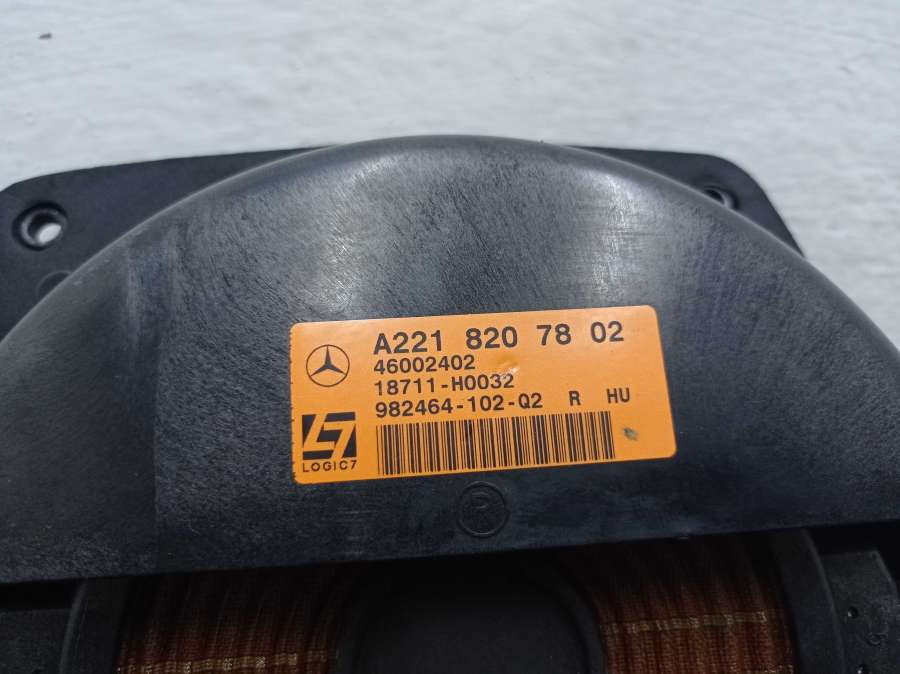 A221 820 78 02
46002402
18711-H0032
982464-102-Q2 R HU
LOGIC7